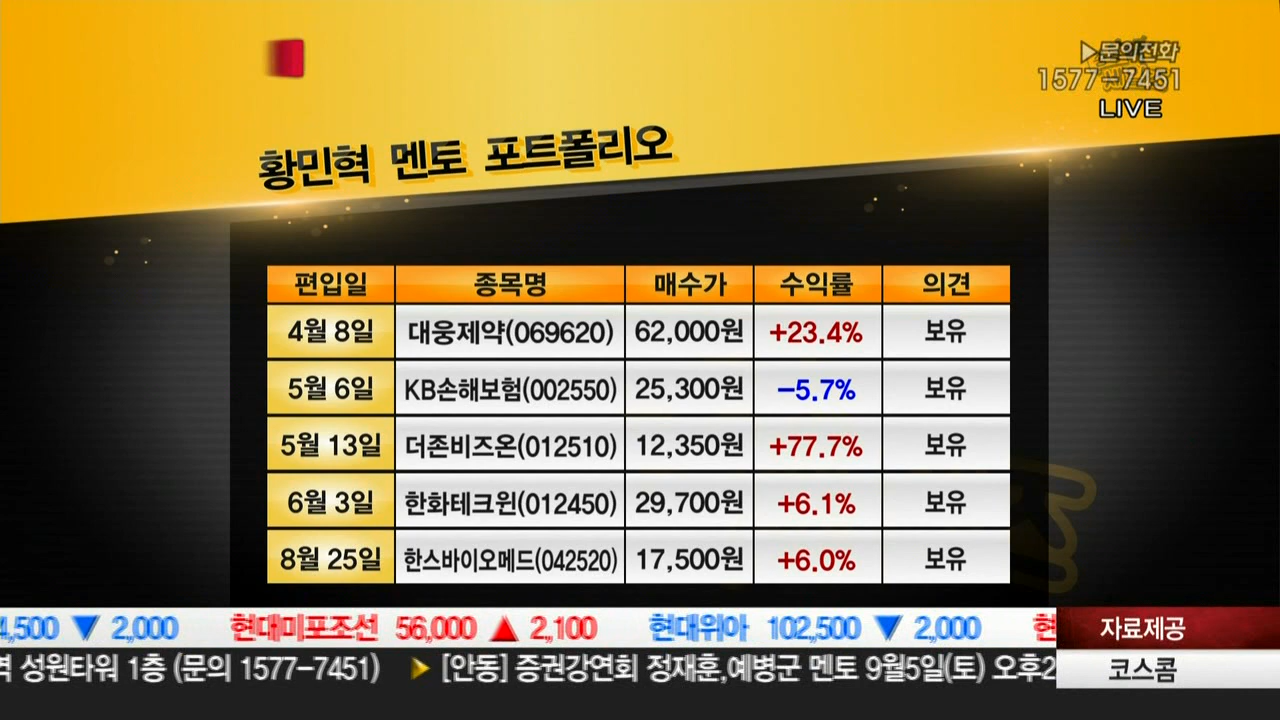 ▶문의전화
1577-7451
LIVE
황민혁 멘토 포트폴리오
편입일 종목명 매수가 수익률 의견
4월 8일 대웅제약(069620) 62,000원 +23.4% 보유
5월 6일 KB손해보험(002550) 25,300원 -5.7% 보유
5월 13일 더존비즈온(012510) 12,350원 +77.7% 보유
6월 3일 한화테크윈(012450) 29,700원 +6.1% 보유
8월 25일 한스바이오메드(042520) 17,500원 +6.0% 보유
4,500 ▼ 2,000 현대미포조선 56,000 ▲ 2,100 현대위아 102,500 ▼ 2,000 현
자료제공
역 성원타워 1층 (문의 1577-7451) ▶ [안동] 증권강연회 정재훈,예병군 멘토 9월5일(토) 오후2
코스콤